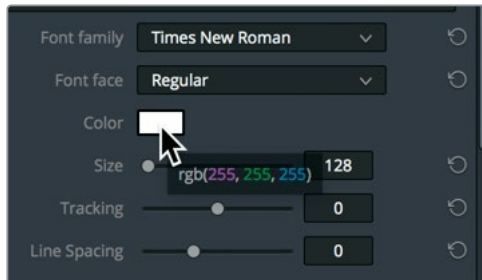 Font family Times New Roman
Font face Regular
Color
Size 128
rgb(255, 255, 255)
Tracking 0
Line Spacing 0